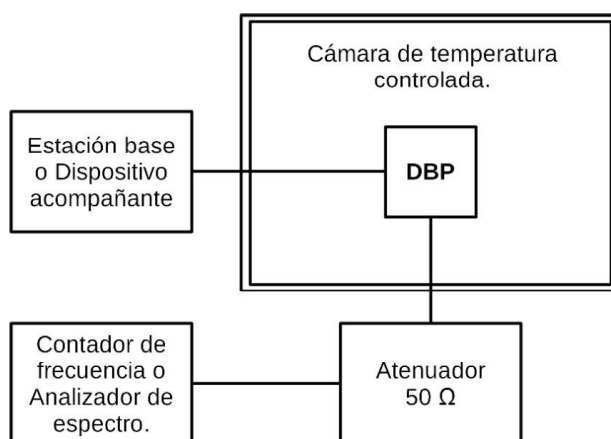 Cámara de temperatura
controlada.
Estación base
o Dispositivo
acompañante
DBP
Contador de
frecuencia o
Analizador de
espectro.
Atenuador
50 Ω